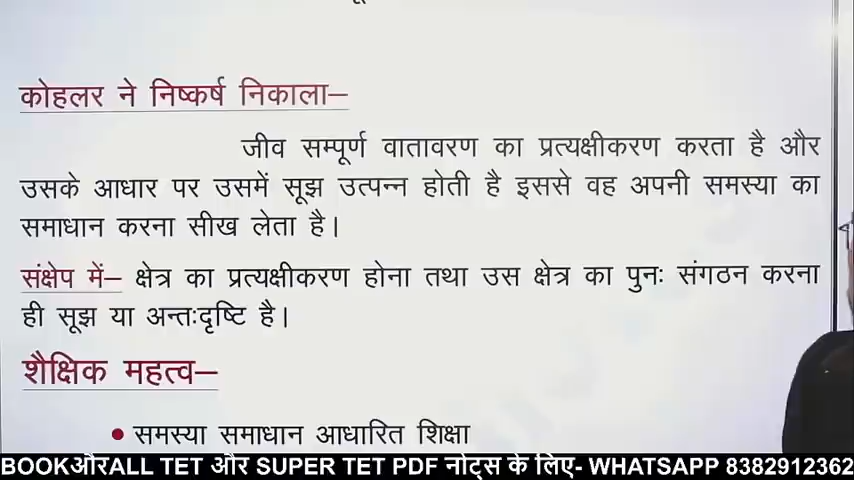 कोहलर ने निष्कर्ष निकाला–
जीव सम्पूर्ण वातावरण का प्रत्यक्षीकरण करता है और
उसके आधार पर उसमें सूझ उत्पन्न होती है इससे वह अपनी समस्या का
समाधान करना सीख लेता है।
संक्षेप में– क्षेत्र का प्रत्यक्षीकरण होना तथा उस क्षेत्र का पुनः संगठन करना
ही सूझ या अन्तःदृष्टि है।
शैक्षिक महत्व–
• समस्या समाधान आधारित शिक्षा
BOOKऔरALL TET और SUPER TET PDF नोट्स के लिए- WHATSAPP 8382912362